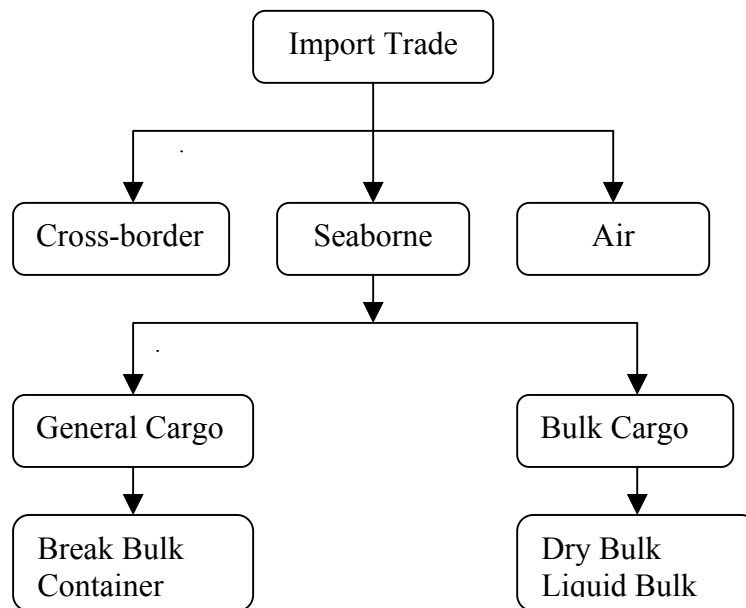 Import Trade
Cross-border
Seaborne
Air
General Cargo
Bulk Cargo
Break Bulk
Container
Dry Bulk
Liquid Bulk